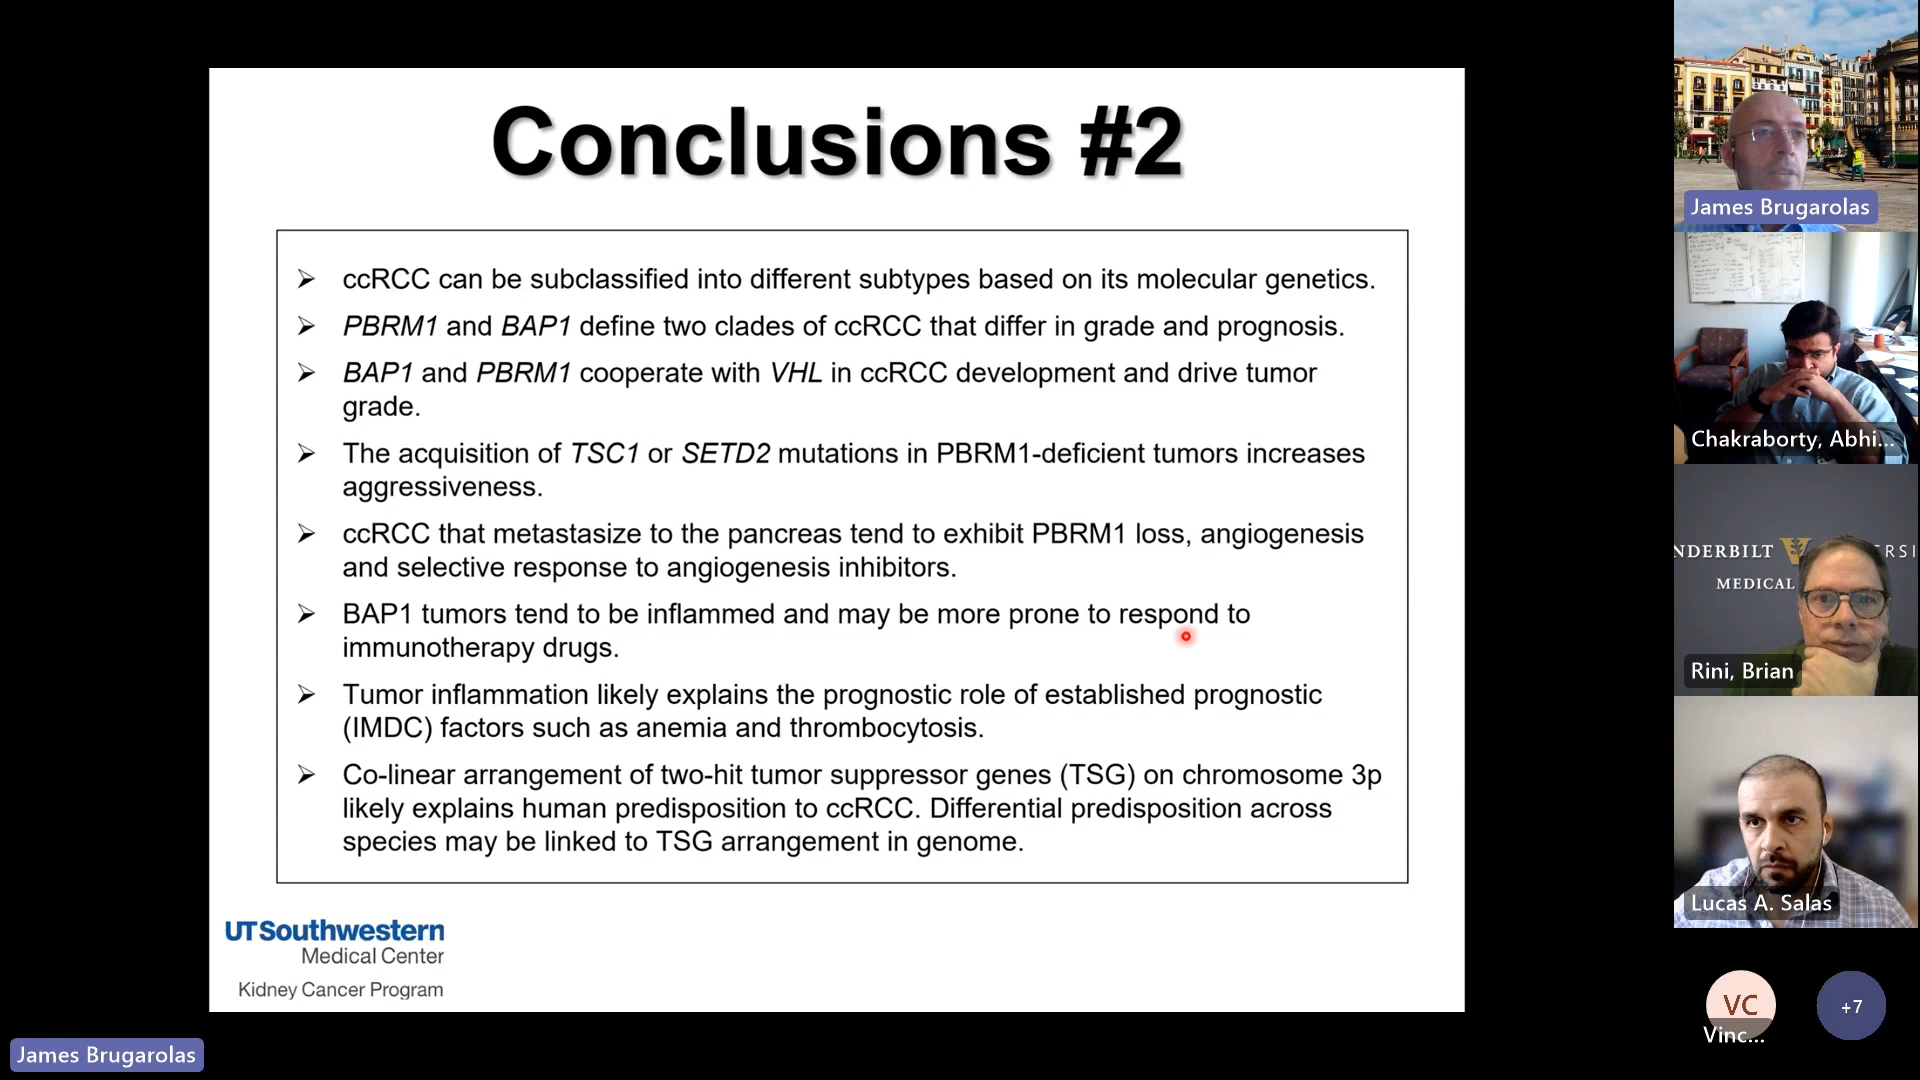 Conclusions #2
➢ ccRCC can be subclassified into different subtypes based on its molecular genetics.
➢ PBRM1 and BAP1 define two clades of ccRCC that differ in grade and prognosis.
➢ BAP1 and PBRM1 cooperate with VHL in ccRCC development and drive tumor
grade.
➢ The acquisition of TSC1 or SETD2 mutations in PBRM1-deficient tumors increases
aggressiveness.
➢ ccRCC that metastasize to the pancreas tend to exhibit PBRM1 loss, angiogenesis
and selective response to angiogenesis inhibitors.
➢ BAP1 tumors tend to be inflammed and may be more prone to respond to
immunotherapy drugs.
➢ Tumor inflammation likely explains the prognostic role of established prognostic
(IMDC) factors such as anemia and thrombocytosis.
➢ Co-linear arrangement of two-hit tumor suppressor genes (TSG) on chromosome 3p
likely explains human predisposition to ccRCC. Differential predisposition across
species may be linked to TSG arrangement in genome.
UTSouthwestern
Medical Center
Kidney Cancer Program
James Brugarolas
James Brugarolas
Chakraborty, Abhi...
NDERBILT V ERSI
MEDICAL
Rini, Brian
Lucas A. Salas
VC
Vinc...
+7